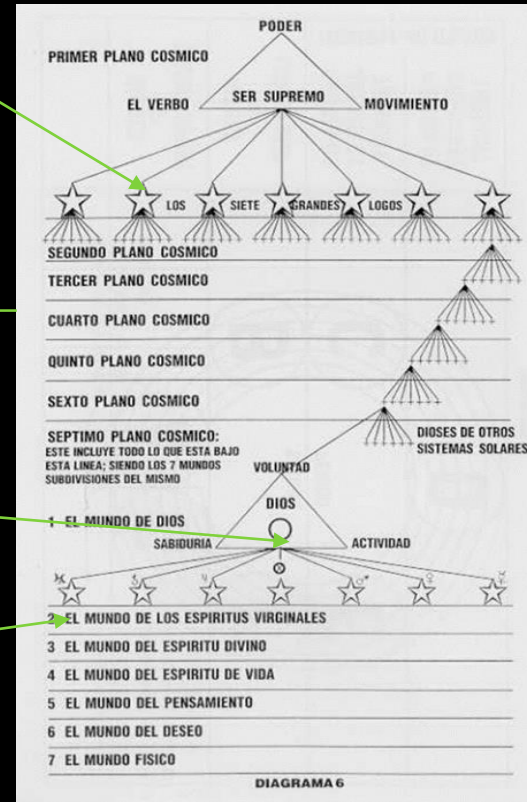 PODER
PRIMER PLANO COSMICO
EL VERBO SER SUPREMO MOVIMIENTO
LOS SIETE GRANDES LOGOS
SEGUNDO PLANO COSMICO
TERCER PLANO COSMICO
CUARTO PLANO COSMICO
QUINTO PLANO COSMICO
SEXTO PLANO COSMICO
SEPTIMO PLANO COSMICO:
ESTE INCLUYE TODO LO QUE ESTA BAJO
ESTA LINEA; SIENDO LOS 7 MUNDOS
SUBDIVISIONES DEL MISMO
DIOSES DE OTROS
SISTEMAS SOLARES
VOLUNTAD
DIOS
1 EL MUNDO DE DIOS
SABIDURIA ACTIVIDAD
2 EL MUNDO DE LOS ESPIRITUS VIRGINALES
3 EL MUNDO DEL ESPIRITU DIVINO
4 EL MUNDO DEL ESPIRITU DE VIDA
5 EL MUNDO DEL PENSAMIENTO
6 EL MUNDO DEL DESEO
7 EL MUNDO FISICO
DIAGRAMA 6